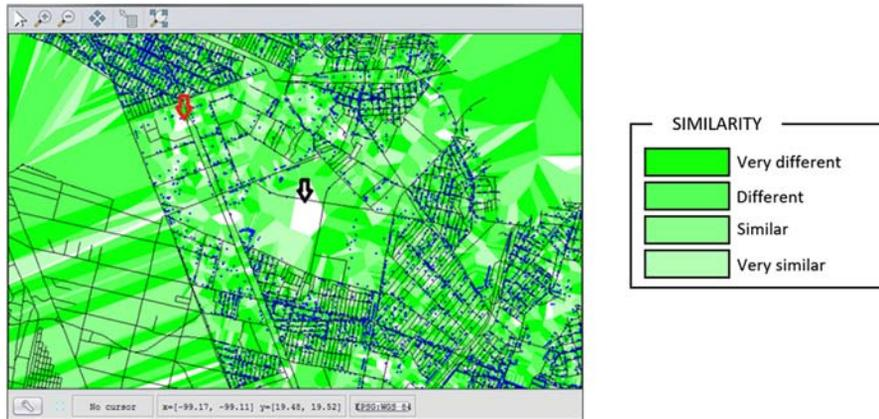 SIMILARITY
Very different
Different
Similar
Very similar
No cursor
x=[-99.17, -99.11] y=[19.48, 19.52]
EPSG:WGS 84